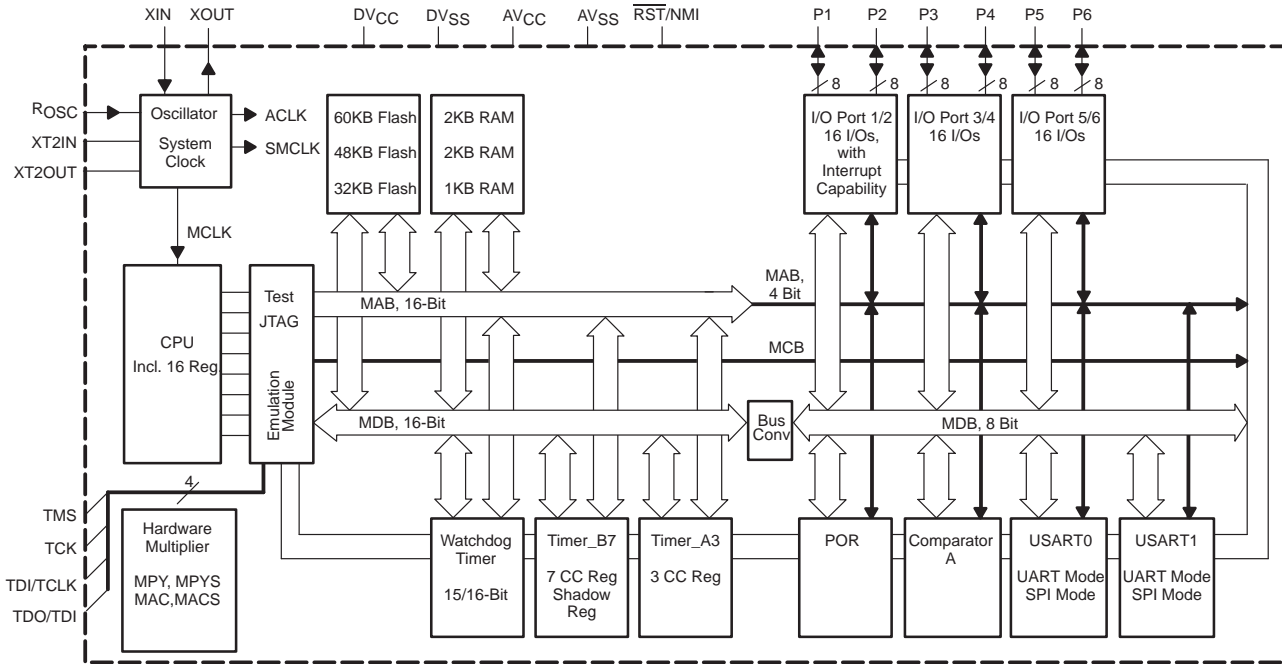 XIN
XOUT
DVCC
DVSS
AVCC
AVSS
RST/NMI
P1
P2
P3
P4
P5
P6
8
8
8
8
8
8
ROSC
XT2IN
XT2OUT
Oscillator
System
Clock
ACLK
SMCLK
60KB Flash
48KB Flash
32KB Flash
2KB RAM
2KB RAM
1KB RAM
I/O Port 1/2
16 I/Os,
with
Interrupt
Capability
I/O Port 3/4
16 I/Os
I/O Port 5/6
16 I/Os
MCLK
CPU
Incl. 16 Reg.
Test
JTAG
Emulation
Module
MAB, 16-Bit
MAB,
4 Bit
MCB
MDB, 16-Bit
Bus
Conv
MDB, 8 Bit
4
TMS
TCK
TDI/TCLK
TDO/TDI
Hardware
Multiplier
MPY, MPYS
MAC,MACS
Watchdog
Timer
15/16-Bit
Timer_B7
7 CC Reg
Shadow
Reg
Timer_A3
3 CC Reg
POR
Comparator
A
USART0
UART Mode
SPI Mode
USART1
UART Mode
SPI Mode